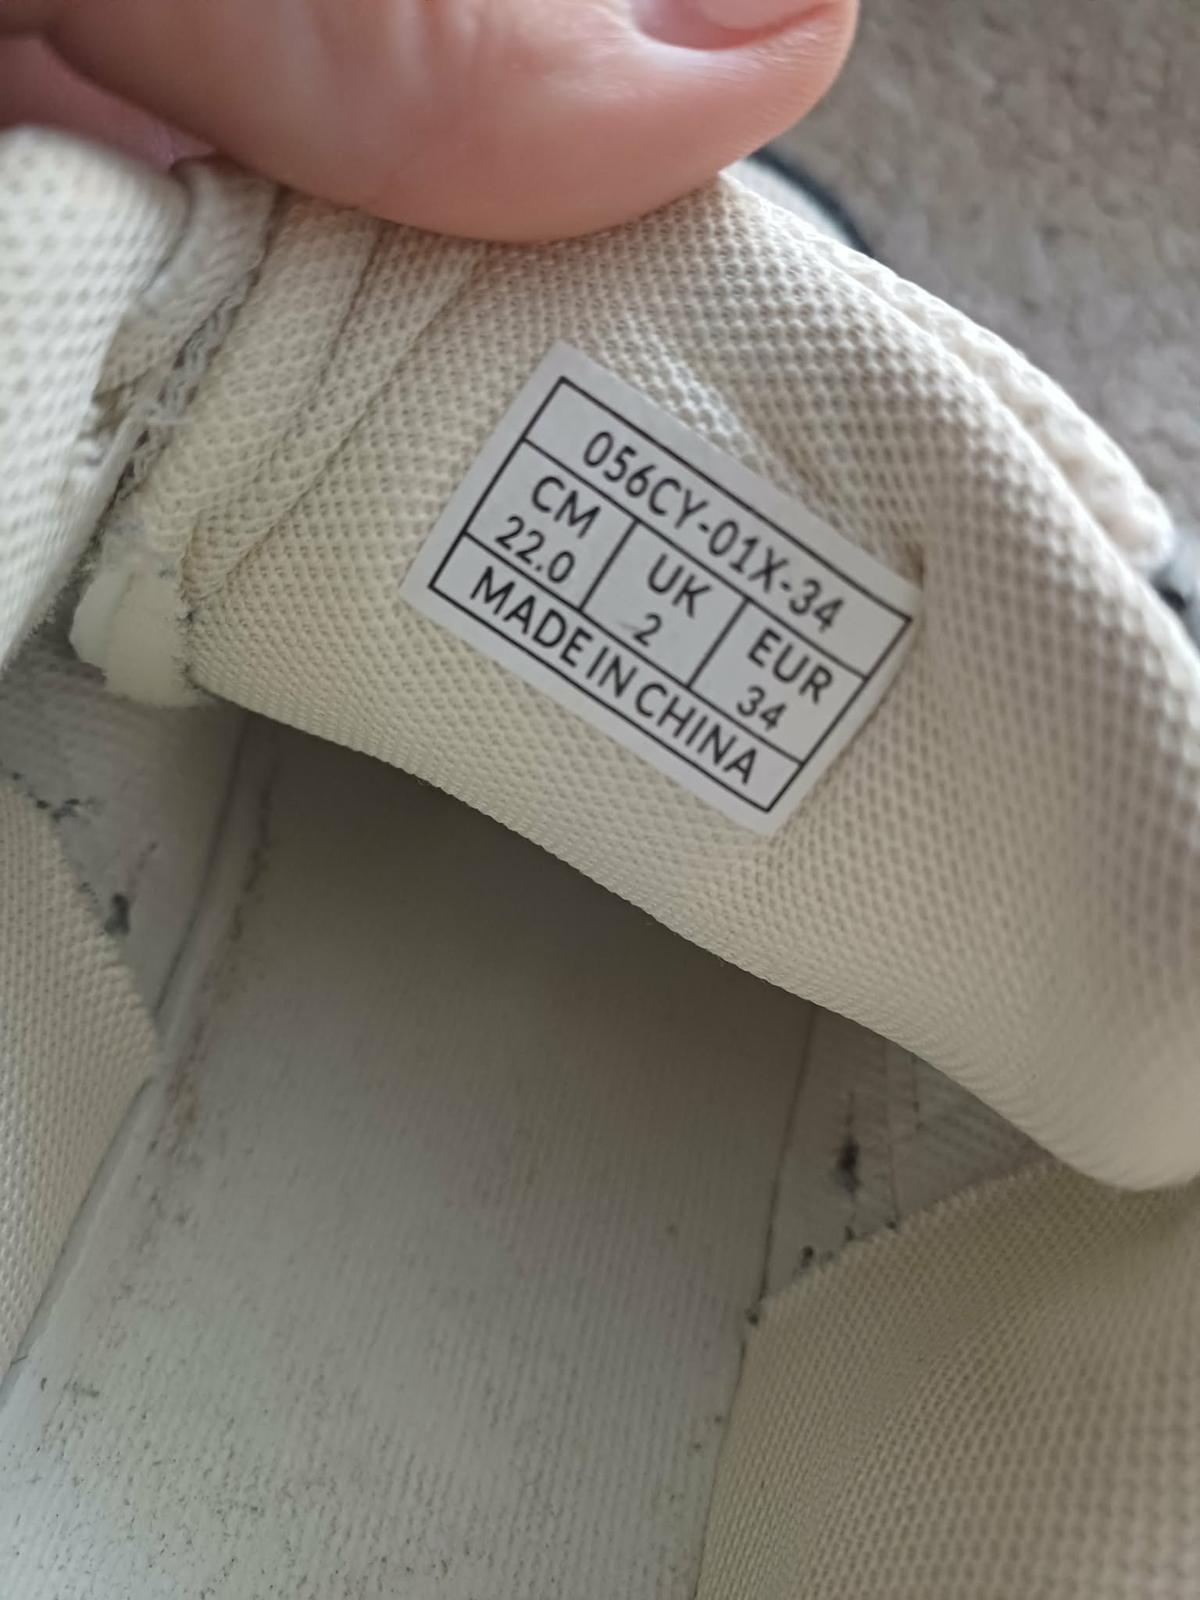 056CY-01X-34
CM UK EUR
22.0 2 34
MADE IN CHINA